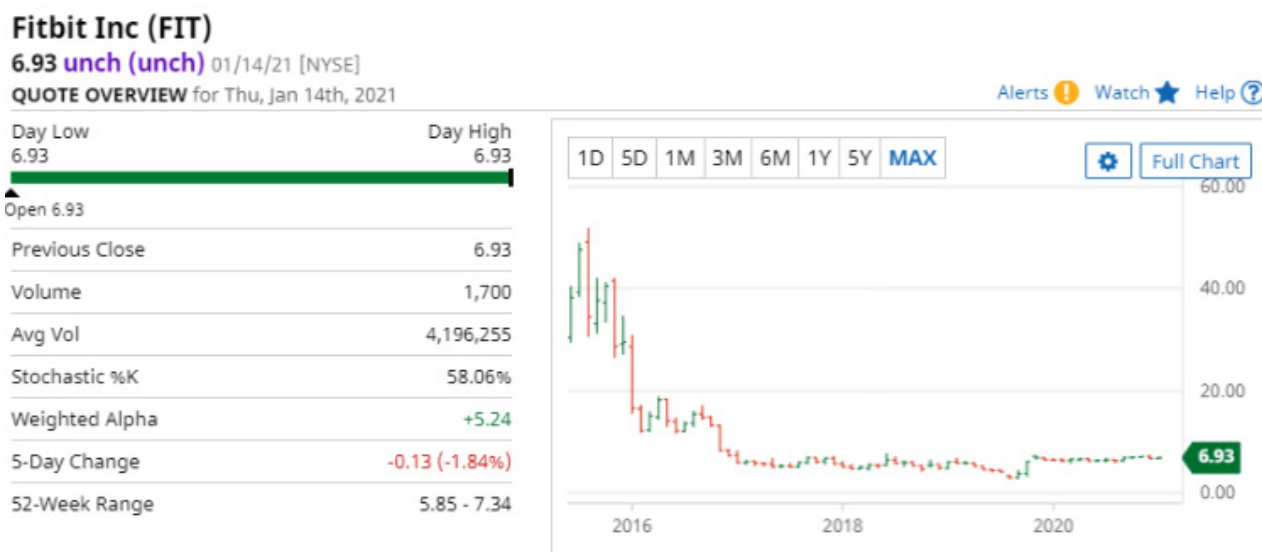 Fitbit Inc (FIT)
6.93 unch (unch) 01/14/21 [NYSE]
QUOTE OVERVIEW for Thu, Jan 14th, 2021
Alerts Watch Help
Day Low Day High
6.93 6.93
Open 6.93
Previous Close 6.93
Volume 1,700
Avg Vol 4,196,255
Stochastic %K 58.06%
Weighted Alpha +5.24
5-Day Change -0.13 (-1.84%)
52-Week Range 5.85 - 7.34
1D 5D 1M 3M 6M 1Y 5Y MAX
Full Chart
60.00
40.00
20.00
6.93
0.00
2016 2018 2020